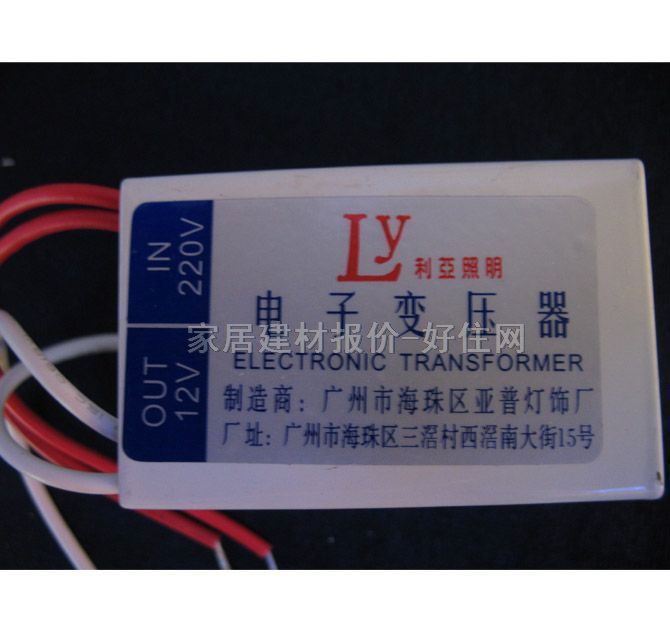 IN
220V
OUT
12V
Ly
利亞照明
电子变压器
家居建材报价-好住网
ELECTRONIC TRANSFORMER
制造商：广州市海珠区亚普灯饰厂
厂址：广州市海珠区三滘村西滘南大街15号